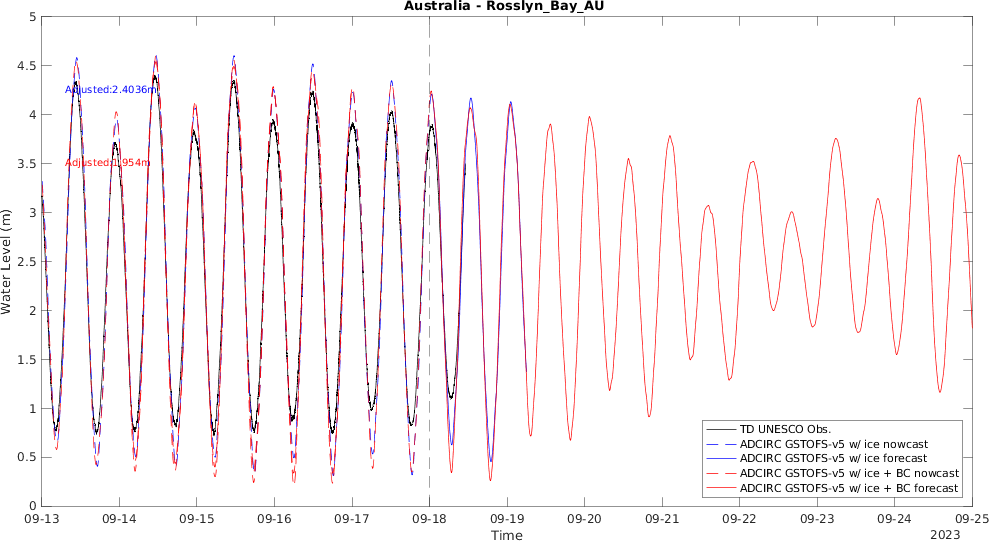 Australia - Rosslyn_Bay_AU
5
4.5
4
3.5
3
2.5
2
1.5
1
0.5
0
Water Level (m)
Adjusted:2.4036m
Adjusted:1.954m
TD UNESCO Obs.
ADCIRC GSTOFS-v5 w/ ice nowcast
ADCIRC GSTOFS-v5 w/ ice forecast
ADCIRC GSTOFS-v5 w/ ice + BC nowcast
ADCIRC GSTOFS-v5 w/ ice + BC forecast
09-13 09-14 09-15 09-16 09-17 09-18 09-19 09-20 09-21 09-22 09-23 09-24 09-25
Time
2023